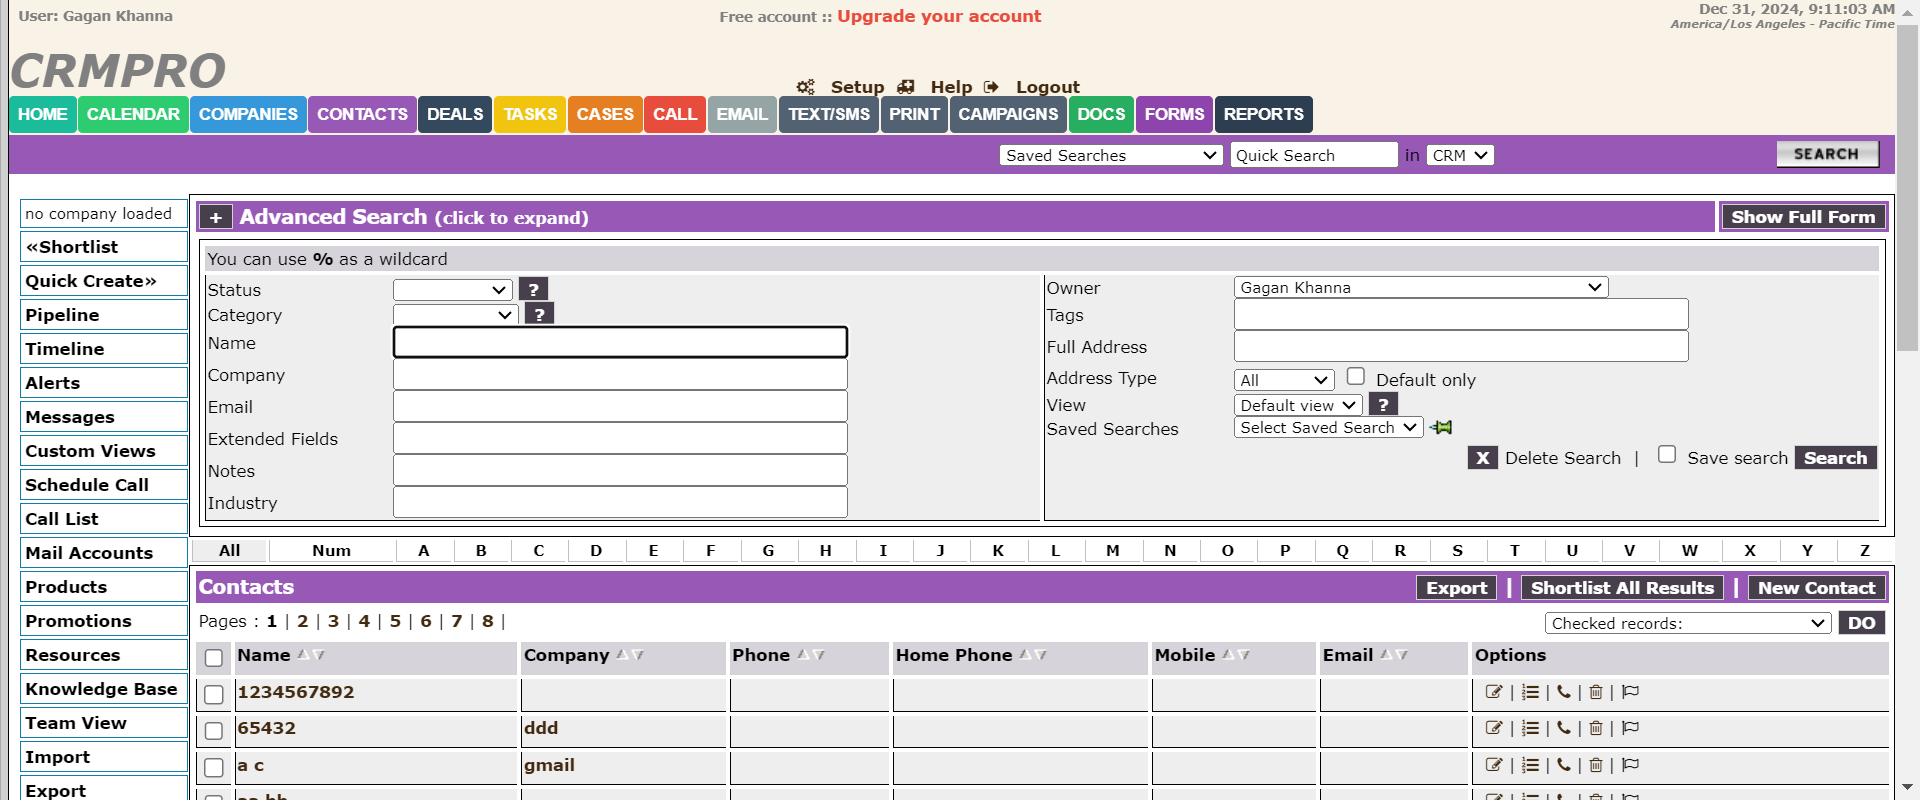 User: Gagan Khanna
Free account :: Upgrade your account
Dec 31, 2024, 9:11:03 AM
America/Los Angeles - Pacific Time
CRMPRO
Setup Help Logout
HOME CALENDAR COMPANIES CONTACTS DEALS TASKS CASES CALL EMAIL TEXT/SMS PRINT CAMPAIGNS DOCS FORMS REPORTS
Saved Searches Quick Search in CRM SEARCH
no company loaded
«Shortlist
Quick Create»
Pipeline
Timeline
Alerts
Messages
Custom Views
Schedule Call
Call List
Mail Accounts
Products
Promotions
Resources
Knowledge Base
Team View
Import
Export
+ Advanced Search (click to expand) Show Full Form
You can use % as a wildcard
Status ?
Category ?
Name
Company
Email
Extended Fields
Notes
Industry
Owner Gagan Khanna
Tags
Full Address
Address Type All Default only
View Default view ?
Saved Searches Select Saved Search
X Delete Search | Save search Search
All Num A B C D E F G H I J K L M N O P Q R S T U V W X Y Z
Contacts Export | Shortlist All Results | New Contact
Pages : 1 | 2 | 3 | 4 | 5 | 6 | 7 | 8 |
Checked records: DO
Name Company Phone Home Phone Mobile Email Options
1234567892 | | | |
65432 ddd | | | |
a c gmail | | | |